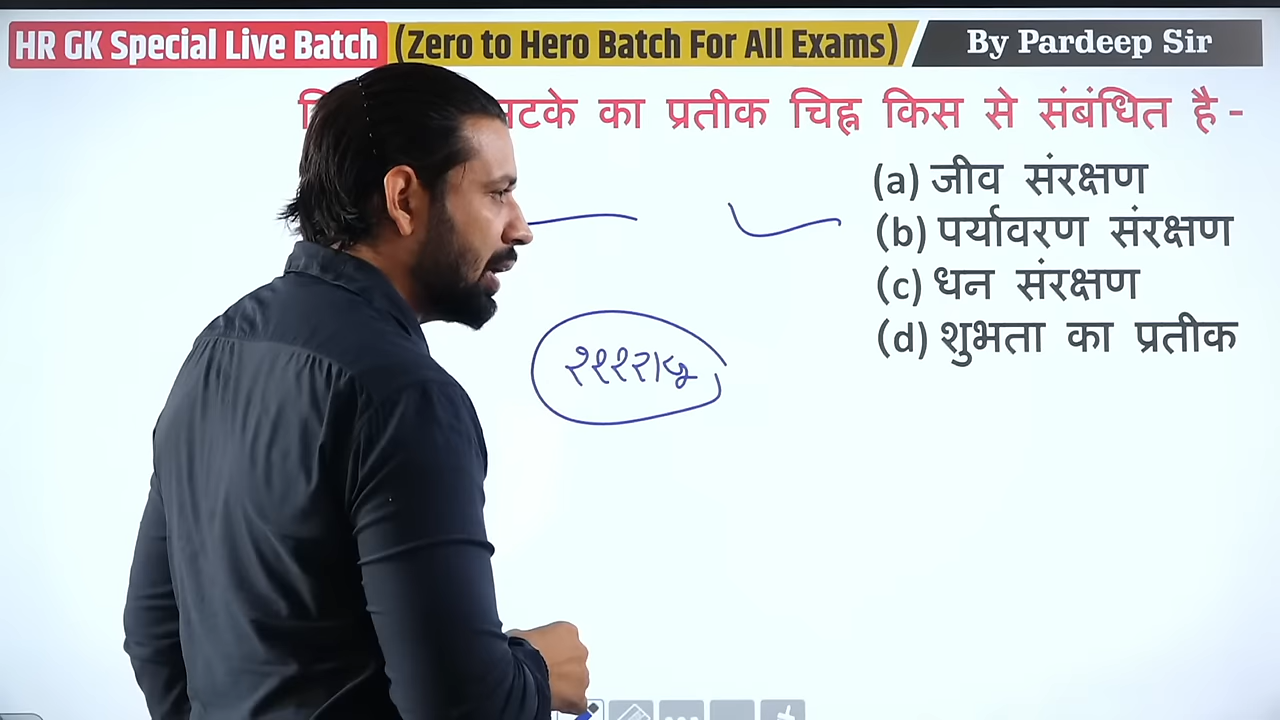 HR GK Special Live Batch (Zero to Hero Batch For All Exams) By Pardeep Sir
का प्रतीक चिह्न किस से संबंधित है -
(a) जीव संरक्षण
(b) पर्यावरण संरक्षण
(c) धन संरक्षण
(d) शुभता का प्रतीक